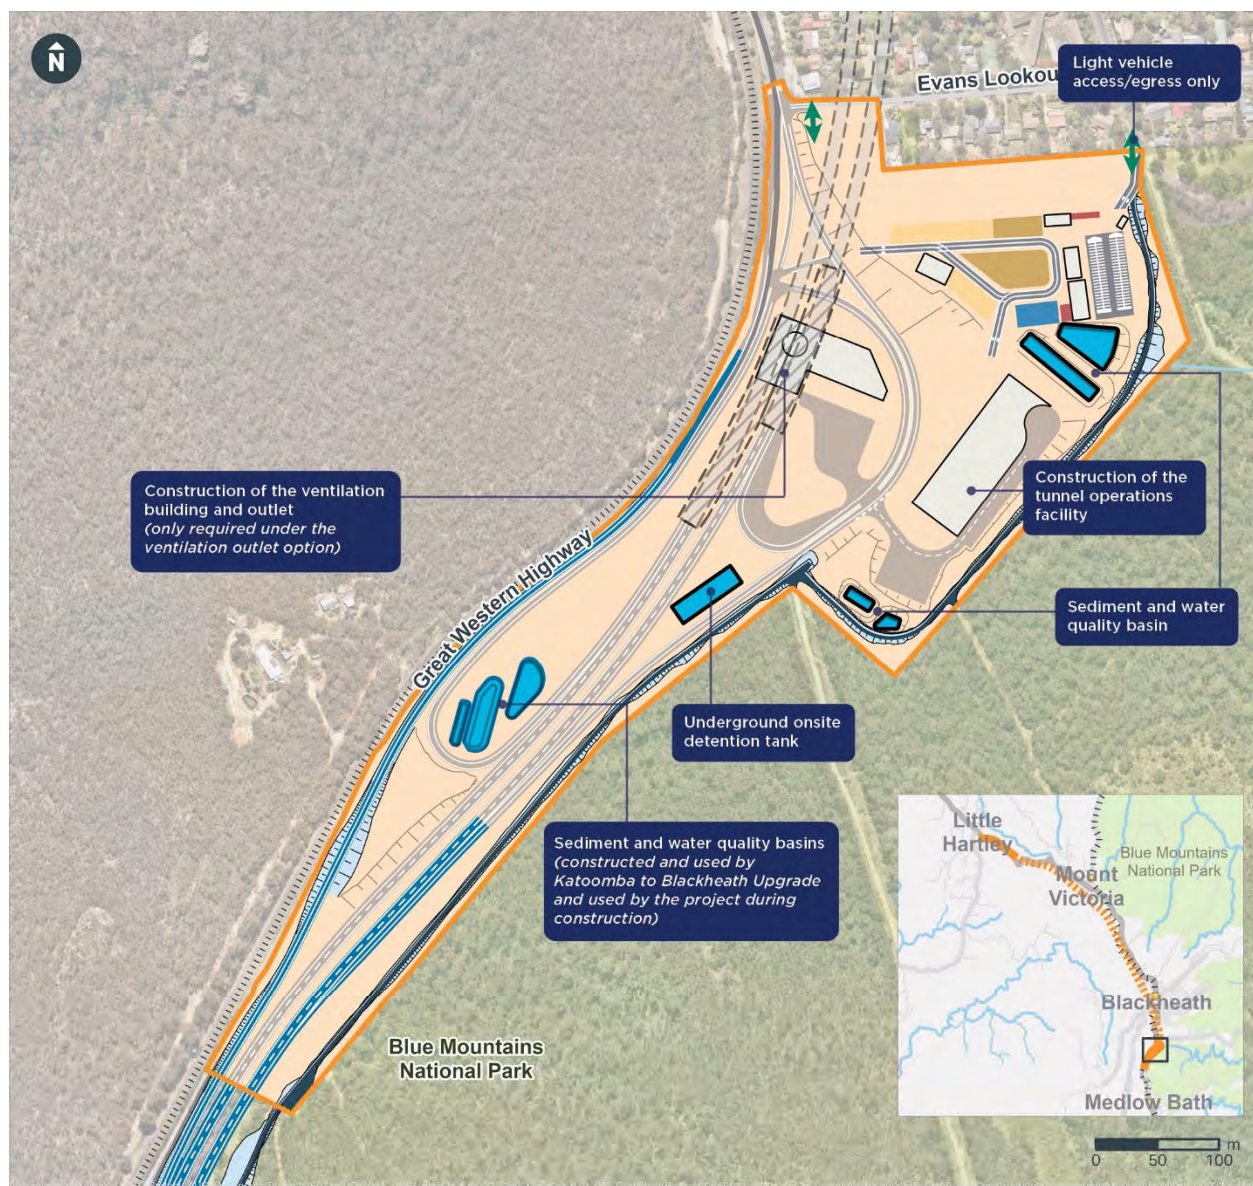 N
Evans Lookou
Light vehicle
access/egress only
Construction of the ventilation
building and outlet
(only required under the
ventilation outlet option)
Great Western Highway
Construction of the
tunnel operations
facility
Sediment and water
quality basin
Underground onsite
detention tank
Sediment and water quality basins
(constructed and used by
Katoomba to Blackheath Upgrade
and used by the project during
construction)
Blue Mountains
National Park
Little
Hartley
Blue Mountains
National Park
Mount
Victoria
Blackheath
Medlow Bath
m
0 50 100